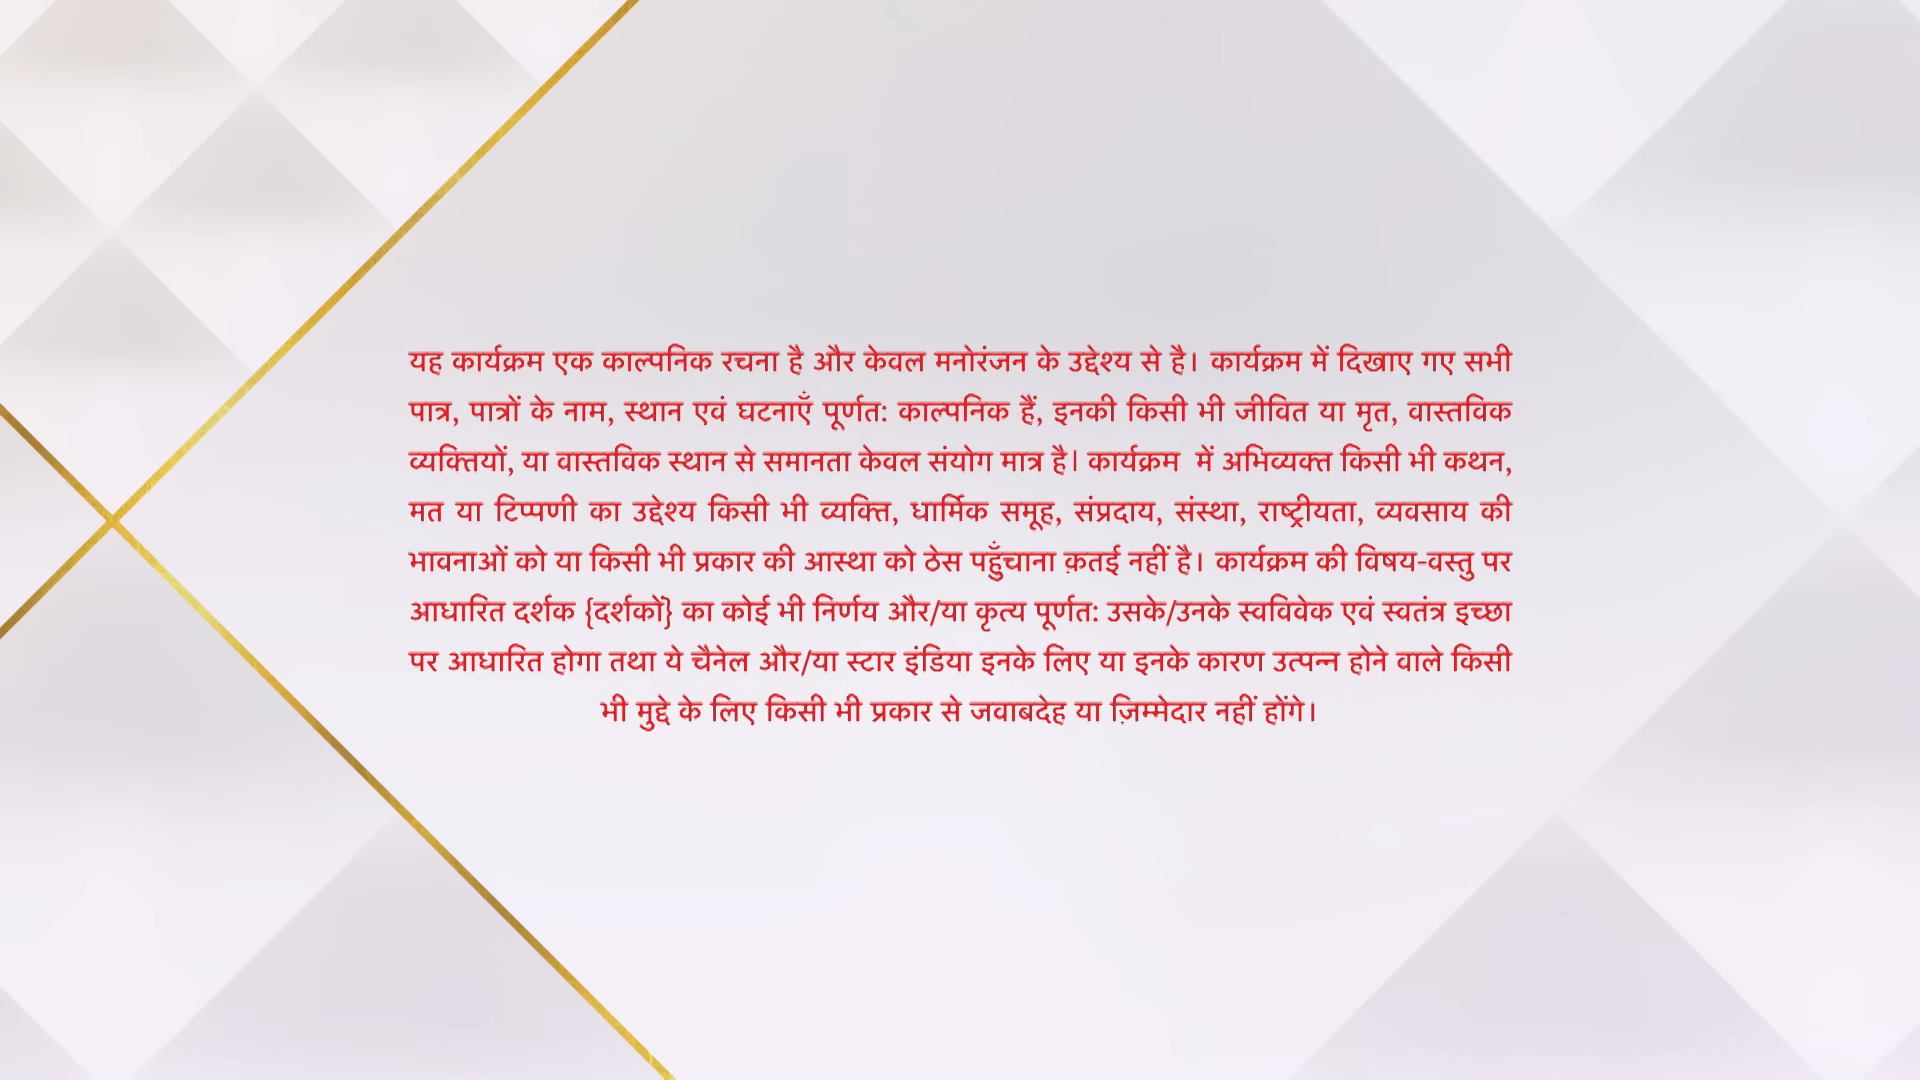 यह कार्यक्रम एक काल्पनिक रचना है और केवल मनोरंजन के उद्देश्य से है। कार्यक्रम में दिखाए गए सभी
पात्र, पात्रों के नाम, स्थान एवं घटनाएँ पूर्णत: काल्पनिक हैं, इनकी किसी भी जीवित या मृत, वास्तविक
व्यक्तियों, या वास्तविक स्थान से समानता केवल संयोग मात्र है। कार्यक्रम में अभिव्यक्त किसी भी कथन,
मत या टिप्पणी का उद्देश्य किसी भी व्यक्ति, धार्मिक समूह, संप्रदाय, संस्था, राष्ट्रीयता, व्यवसाय की
भावनाओं को या किसी भी प्रकार की आस्था को ठेस पहुँचाना क़तई नहीं है। कार्यक्रम की विषय-वस्तु पर
आधारित दर्शक {दर्शकों} का कोई भी निर्णय और/या कृत्य पूर्णत: उसके/उनके स्वविवेक एवं स्वतंत्र इच्छा
पर आधारित होगा तथा ये चैनेल और/या स्टार इंडिया इनके लिए या इनके कारण उत्पन्न होने वाले किसी
भी मुद्दे के लिए किसी भी प्रकार से जवाबदेह या ज़िम्मेदार नहीं होंगे।